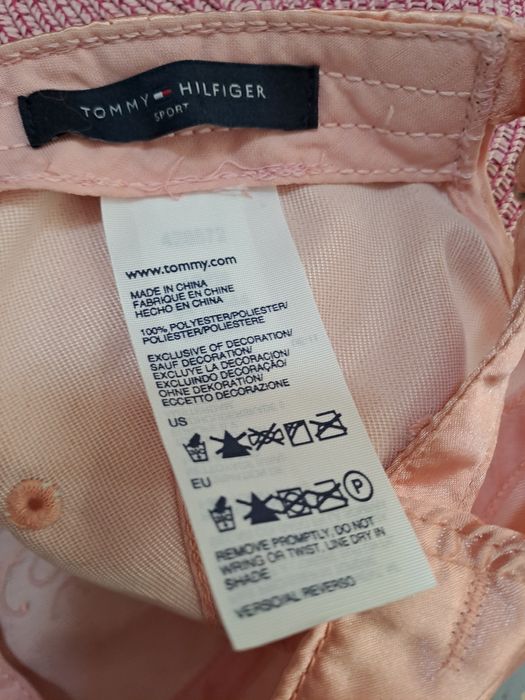 TOMMY HILFIGER
SPORT
www.tommy.com
MADE IN CHINA
FABRIQUE EN CHINE
HECHO EN CHINA
100% POLYESTER/POLIESTER/
POLIÉSTER/POLIESTERE
EXCLUSIVE OF DECORATION/
SAUF DECORATION/
EXCLUYE LA DECORACION/
EXCLUINDO DECORAÇÃO/
OHNE DEKORATION/
ECCETTO DECORAZIONE
US
EU
P
REMOVE PROMPTLY, DO NOT
WRING OR TWIST, LINE DRY IN
SHADE
VERSO/AL REVERSO